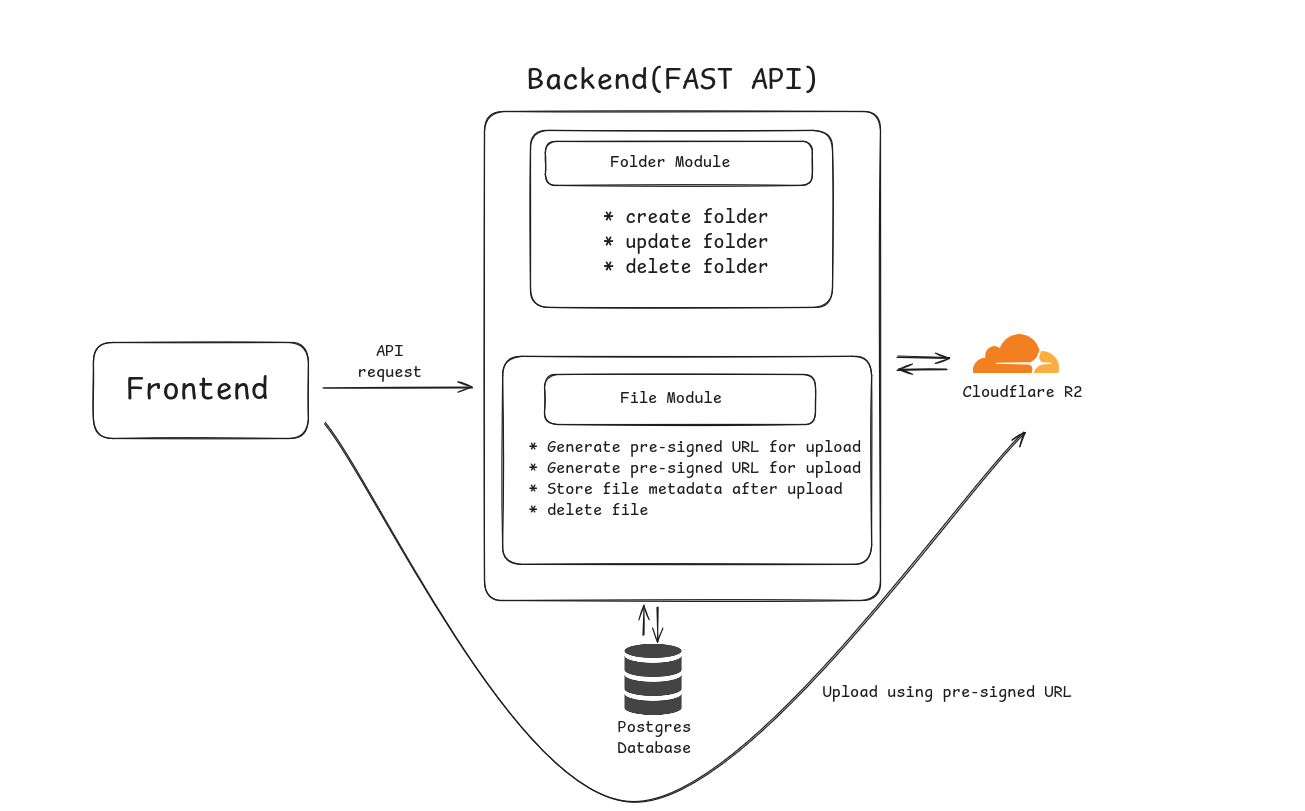 Backend(FAST API)
Folder Module
* create folder
* update folder
* delete folder
API
request
Frontend
File Module
* Generate pre-signed URL for upload
* Generate pre-signed URL for upload
* Store file metadata after upload
* delete file
Cloudflare R2
Upload using pre-signed URL
Postgres
Database